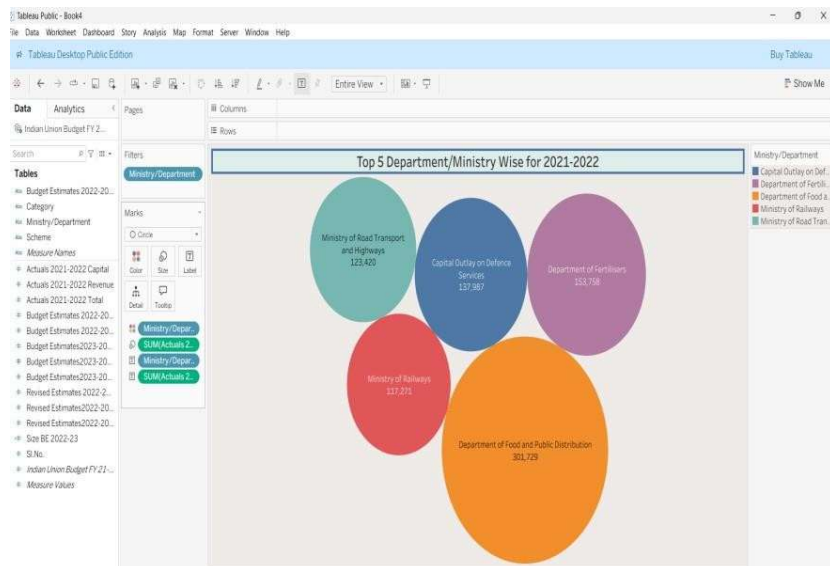 Tableau Public - Book4
File Data Worksheet Dashboard Story Analysis Map Format Server Window Help
Tableau Desktop Public Edition
Buy Tableau
Entire View
Show Me
Data Analytics
Indian Union Budget FY 2...
Search
Tables
Abc Budget Estimates 2022-20...
Abc Category
Abc Ministry/Department
Abc Scheme
Abc Measure Names
# Actuals 2021-2022 Capital
# Actuals 2021-2022 Revenue
# Actuals 2021-2022 Total
# Budget Estimates 2022-20...
# Budget Estimates 2022-20...
# Budget Estimates2023-20...
# Budget Estimates2023-20...
# Budget Estimates2023-20...
# Revised Estimates 2022-2...
# Revised Estimates2022-20...
# Revised Estimates2022-20...
Size BE 2022-23
# Sl.No.
# Indian Union Budget FY 21-...
# Measure Values
Pages
Filters
Ministry/Department
Marks
Circle
Color Size Label
Detail Tooltip
Ministry/Depar..
SUM(Actuals 2..
Ministry/Depar..
SUM(Actuals 2..
Columns
Rows
Top 5 Department/Ministry Wise for 2021-2022
Ministry of Road Transport
and Highways
123,420
Capital Outlay on Defence
Services
137,987
Department of Fertilisers
153,758
Ministry of Railways
117,271
Department of Food and Public Distribution
301,729
Ministry/Department
Capital Outlay on Def..
Department of Fertili..
Department of Food a..
Ministry of Railways
Ministry of Road Tran..